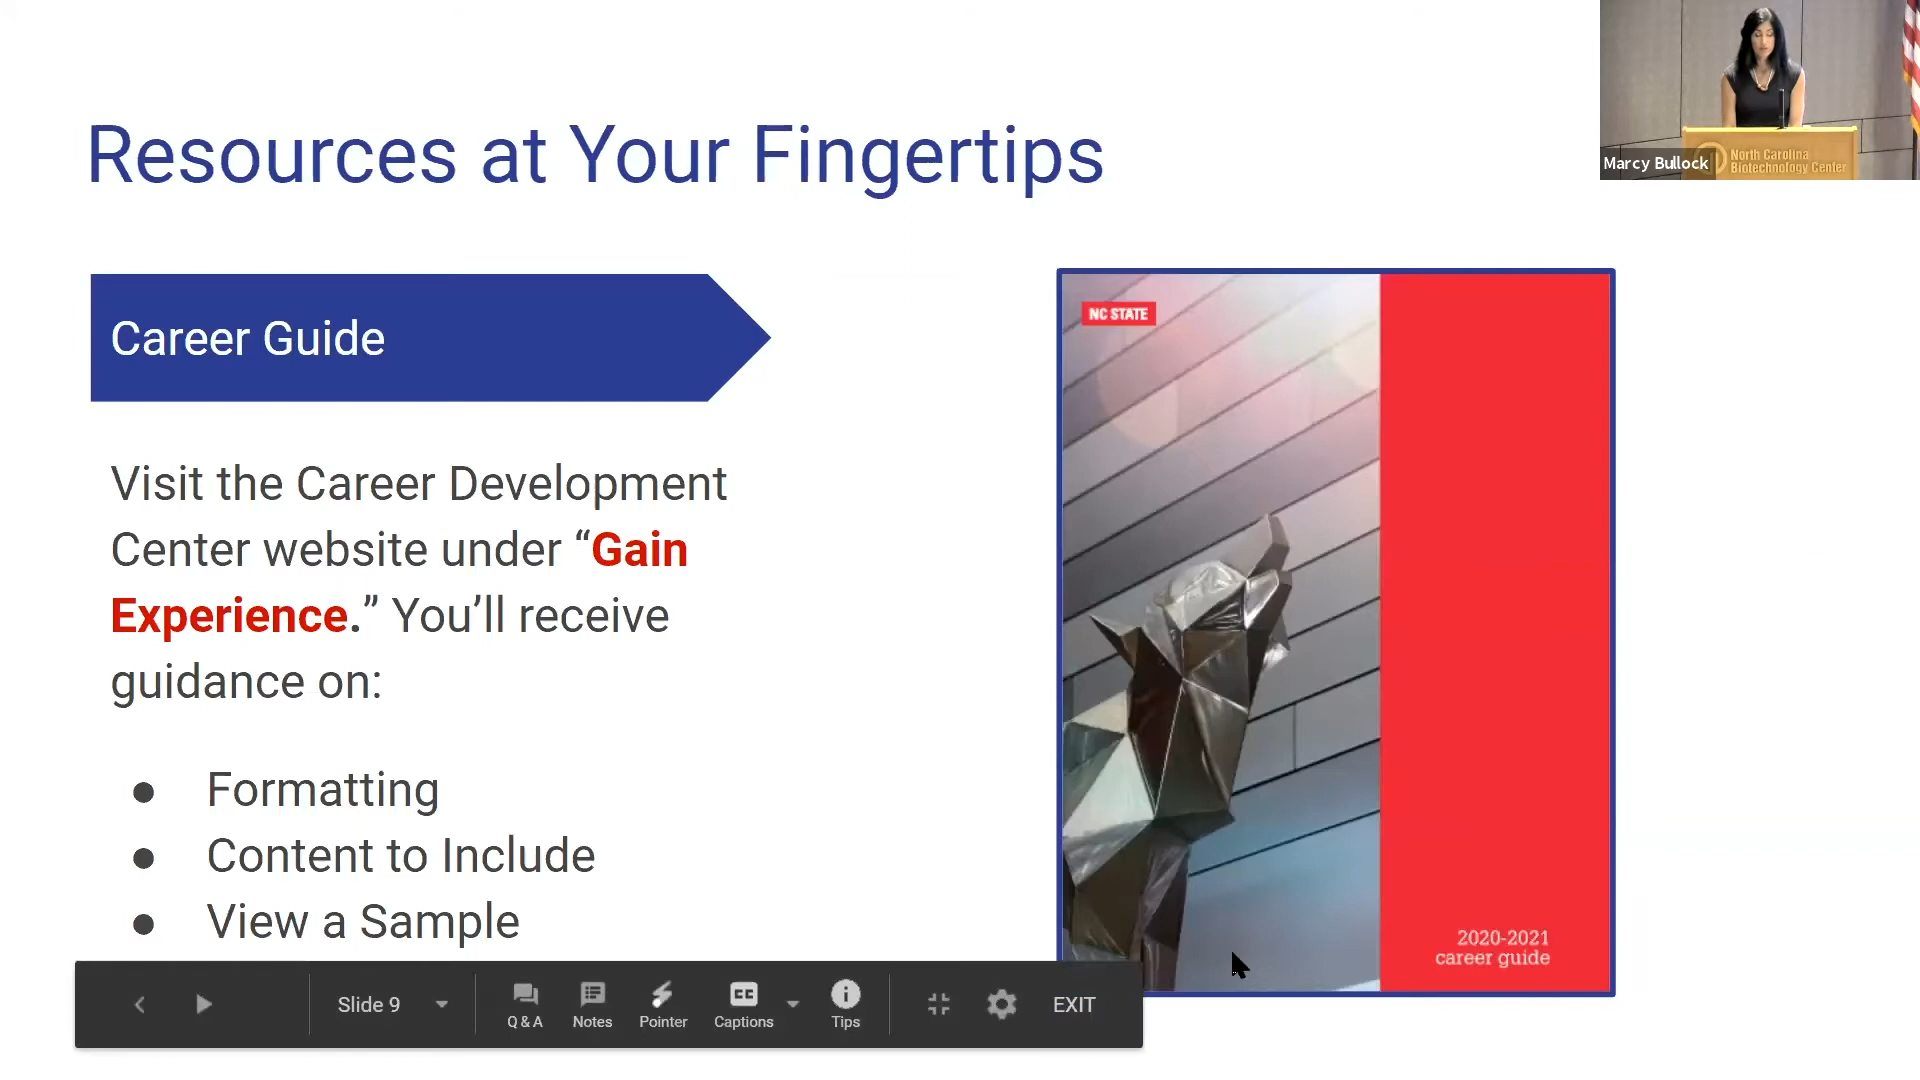 Resources at Your Fingertips
Marcy Bullock
North Carolina
Biotechnology Center
Career Guide
NC STATE
Visit the Career Development
Center website under “Gain
Experience.” You’ll receive
guidance on:
● Formatting
● Content to Include
● View a Sample
2020-2021
career guide
Slide 9
Q & A
Notes
Pointer
CC
Captions
Tips
EXIT